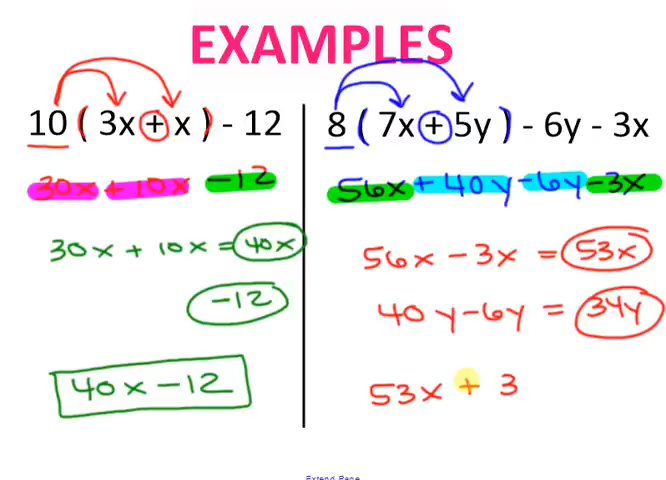 EXAMPLES
10 ( 3x + x ) - 12
30x + 10x - 12
30x + 10x = 40x
-12
40x - 12
8 ( 7x + 5y ) - 6y - 3x
56x + 40y - 6y - 3x
56x - 3x = 53x
40y - 6y = 34y
53x + 3
Extend Page